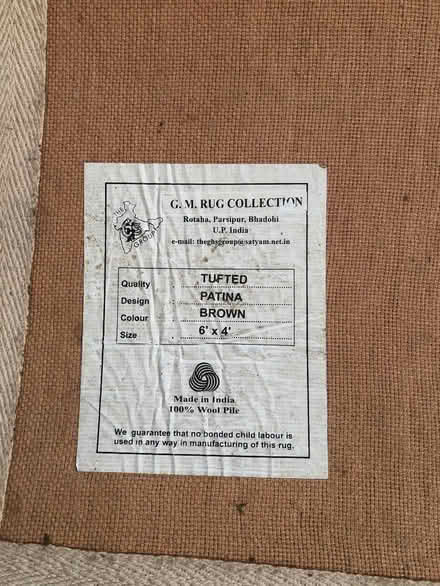 THE
GROUP
G. M. RUG COLLECTION
Rotaha, Parsipur, Bhadohi
U.P. India
e-mail: theghsgroup@satyam.net.in
Quality : TUFTED
Design : PATINA
Colour : BROWN
Size : 6' x 4'
Made in India
100% Wool Pile
We guarantee that no bonded child labour is
used in any way in manufacturing of this rug.